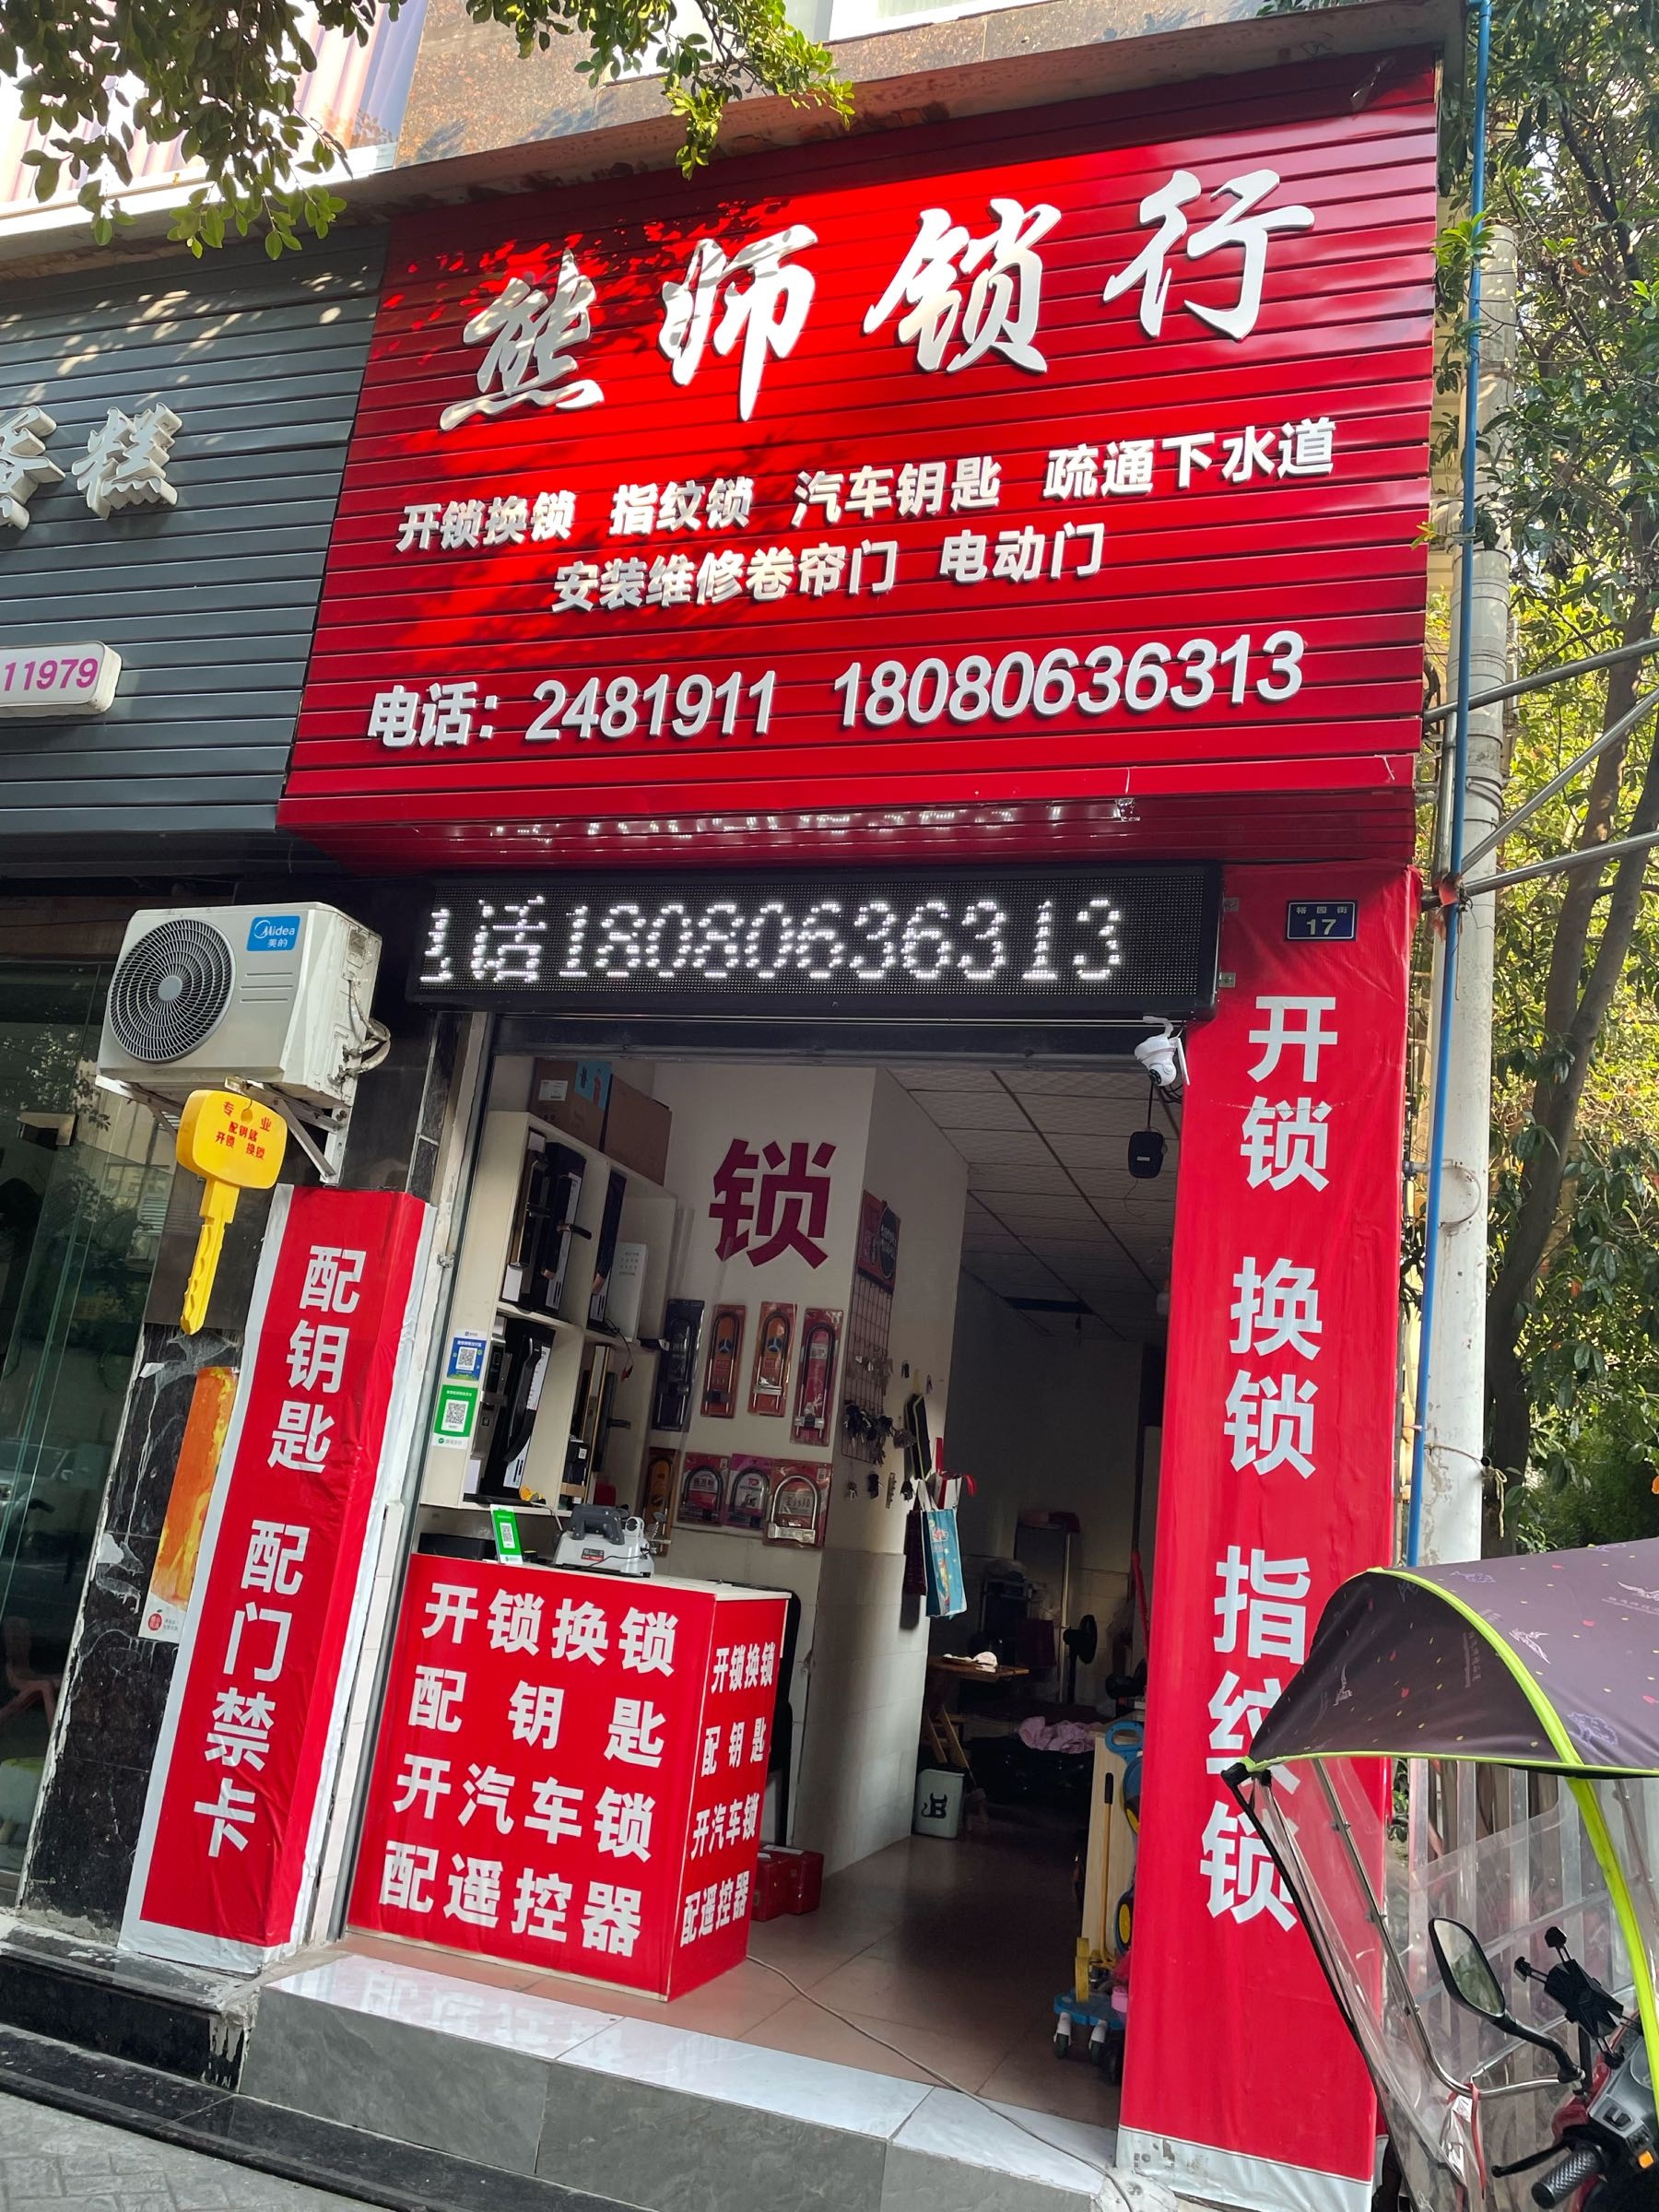 熊师锁行
开锁换锁 指纹锁 汽车钥匙 疏通下水道
安装维修卷帘门 电动门
电话：2481911 18080636313
蛋糕
11979
话18080636313
17
Midea
美的
专业
配钥匙
开锁 换锁
锁
配钥匙 配门禁卡
开锁 换锁 指纹锁
开锁换锁
配钥匙
开汽车锁
配遥控器
开锁换锁
配钥匙
开汽车锁
配遥控器